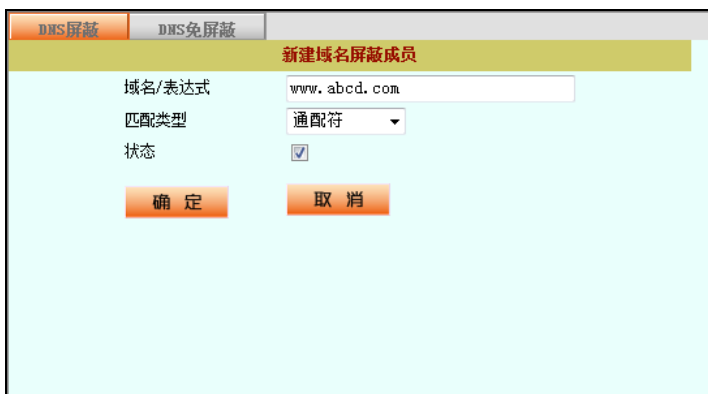 DNS屏蔽 DNS免屏蔽
新建域名屏蔽成员
域名/表达式 www.abcd.com
匹配类型 通配符
状态
确 定 取 消